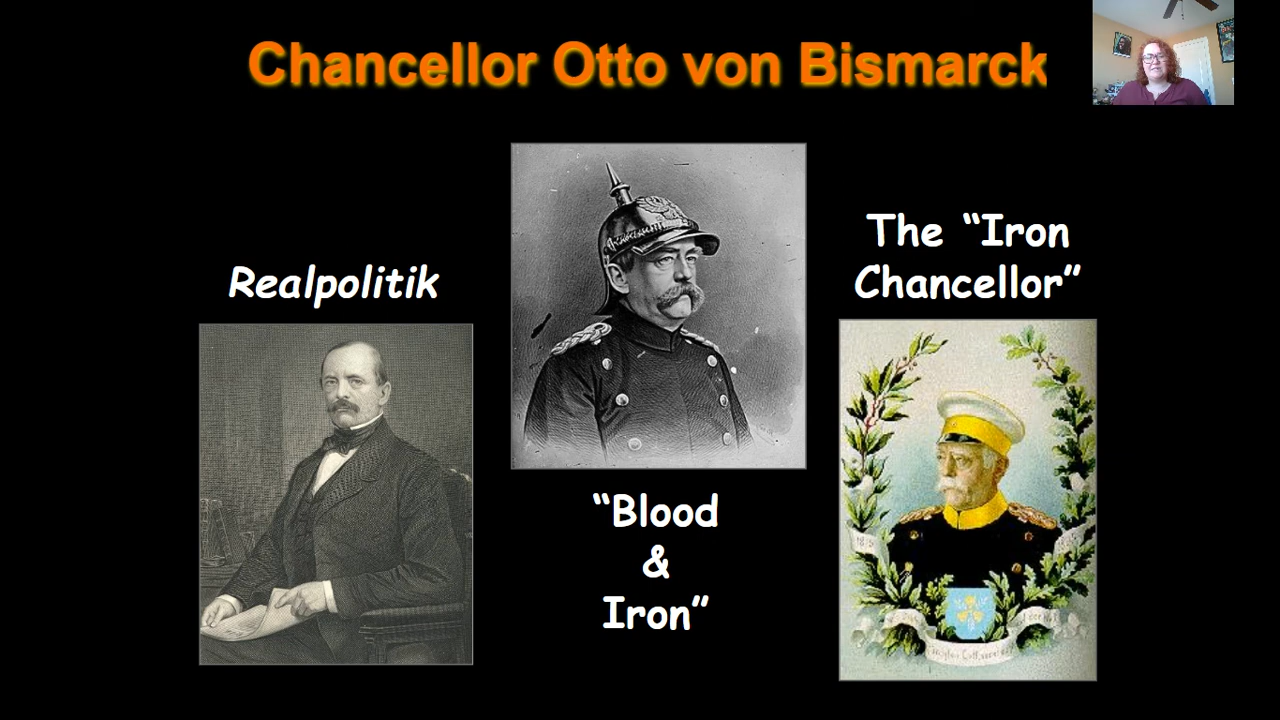 Chancellor Otto von Bismarck
Realpolitik
The “Iron
Chancellor”
“Blood
&
Iron”